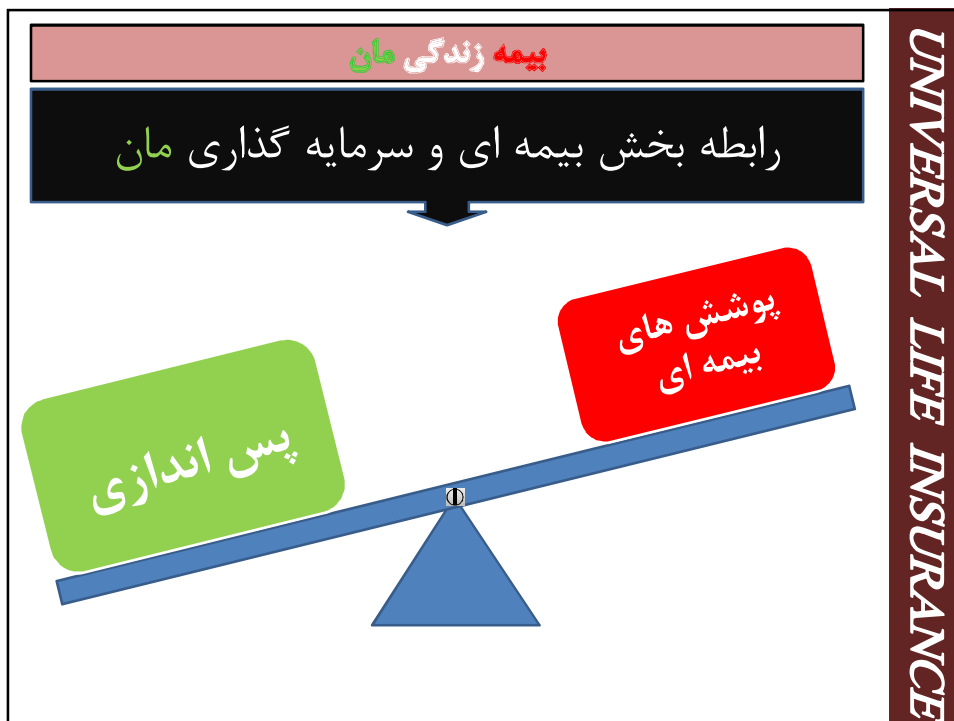 بیمه زندگی مان
رابطه بخش بیمه ای و سرمایه گذاری مان
پوشش های
بیمه ای
پس اندازی
UNIVERSAL LIFE INSURANCE